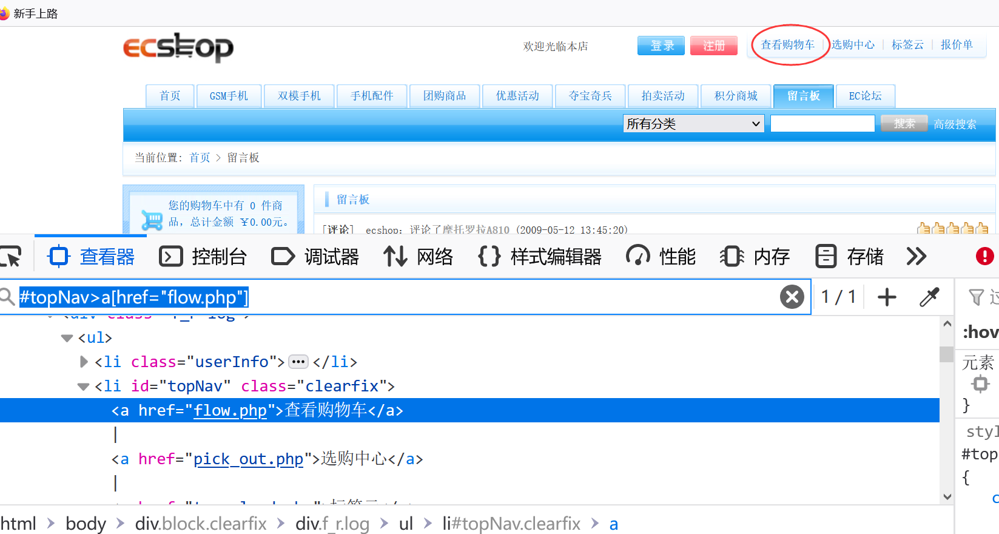 新手上路
ecshop
欢迎光临本店
登录
注册
查看购物车 | 选购中心 | 标签云 | 报价单
首页
GSM手机
双模手机
手机配件
团购商品
优惠活动
夺宝奇兵
拍卖活动
积分商城
留言板
EC论坛
所有分类
搜索
高级搜索
当前位置: 首页 > 留言板
您的购物车中有 0 件商
品，总计金额 ￥0.00元。
留言板
[评论] ecshop: 评论了摩托罗拉A810 (2009-05-12 13:45:20)
查看器
控制台
调试器
网络
{} 样式编辑器
性能
内存
存储
#topNav>a[href="flow.php"]
1 / 1
<ul>
<li class="userInfo">...</li>
<li id="topNav" class="clearfix">
<a href="flow.php">查看购物车</a>
|
<a href="pick_out.php">选购中心</a>
|
:hov
元素
}
styl
#top
{
c
html > body > div.block.clearfix > div.f_r.log > ul > li#topNav.clearfix > a